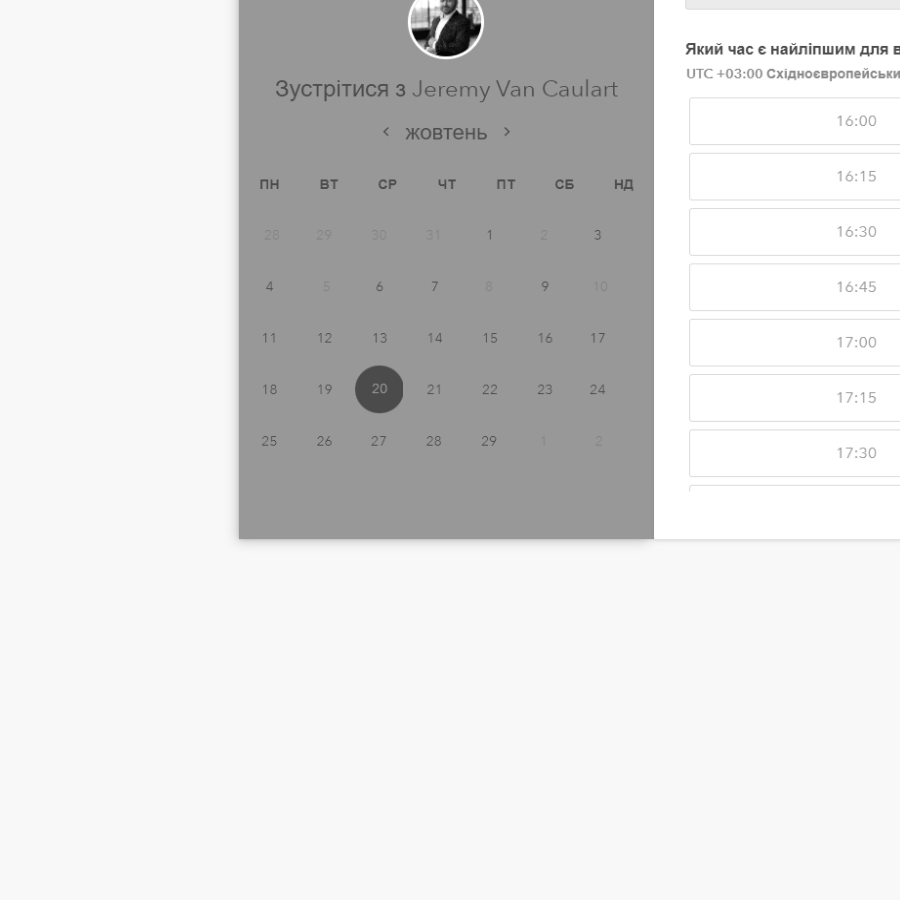 Зустрітися з Jeremy Van Caulart
жовтень
ПН ВТ СР ЧТ ПТ СБ НД
28 29 30 31 1 2 3
4 5 6 7 8 9 10
11 12 13 14 15 16 17
18 19 20 21 22 23 24
25 26 27 28 29 1 2
Який час є найліпшим для в
UTC +03:00 Східноєвропейськи
16:00
16:15
16:30
16:45
17:00
17:15
17:30